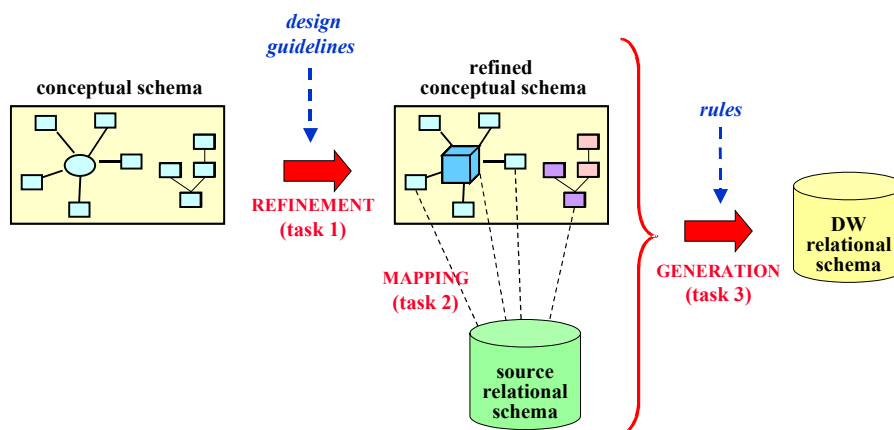 design
guidelines
conceptual schema
refined
conceptual schema
rules
REFINEMENT
(task 1)
MAPPING
(task 2)
GENERATION
(task 3)
DW
relational
schema
source
relational
schema